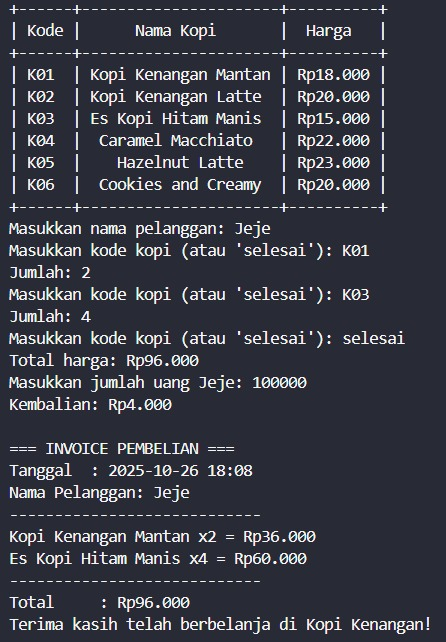 +------+----------------------+----------+
| Kode |      Nama Kopi       |  Harga   |
+------+----------------------+----------+
| K01  | Kopi Kenangan Mantan | Rp18.000 |
| K02  | Kopi Kenangan Latte  | Rp20.000 |
| K03  | Es Kopi Hitam Manis  | Rp15.000 |
| K04  |  Caramel Macchiato   | Rp22.000 |
| K05  |    Hazelnut Latte    | Rp23.000 |
| K06  |  Cookies and Creamy  | Rp20.000 |
+------+----------------------+----------+
Masukkan nama pelanggan: Jeje
Masukkan kode kopi (atau 'selesai'): K01
Jumlah: 2
Masukkan kode kopi (atau 'selesai'): K03
Jumlah: 4
Masukkan kode kopi (atau 'selesai'): selesai
Total harga: Rp96.000
Masukkan jumlah uang Jeje: 100000
Kembalian: Rp4.000

=== INVOICE PEMBELIAN ===
Tanggal  : 2025-10-26 18:08
Nama Pelanggan: Jeje
----------------------------
Kopi Kenangan Mantan x2 = Rp36.000
Es Kopi Hitam Manis x4 = Rp60.000
----------------------------
Total     : Rp96.000
Terima kasih telah berbelanja di Kopi Kenangan!